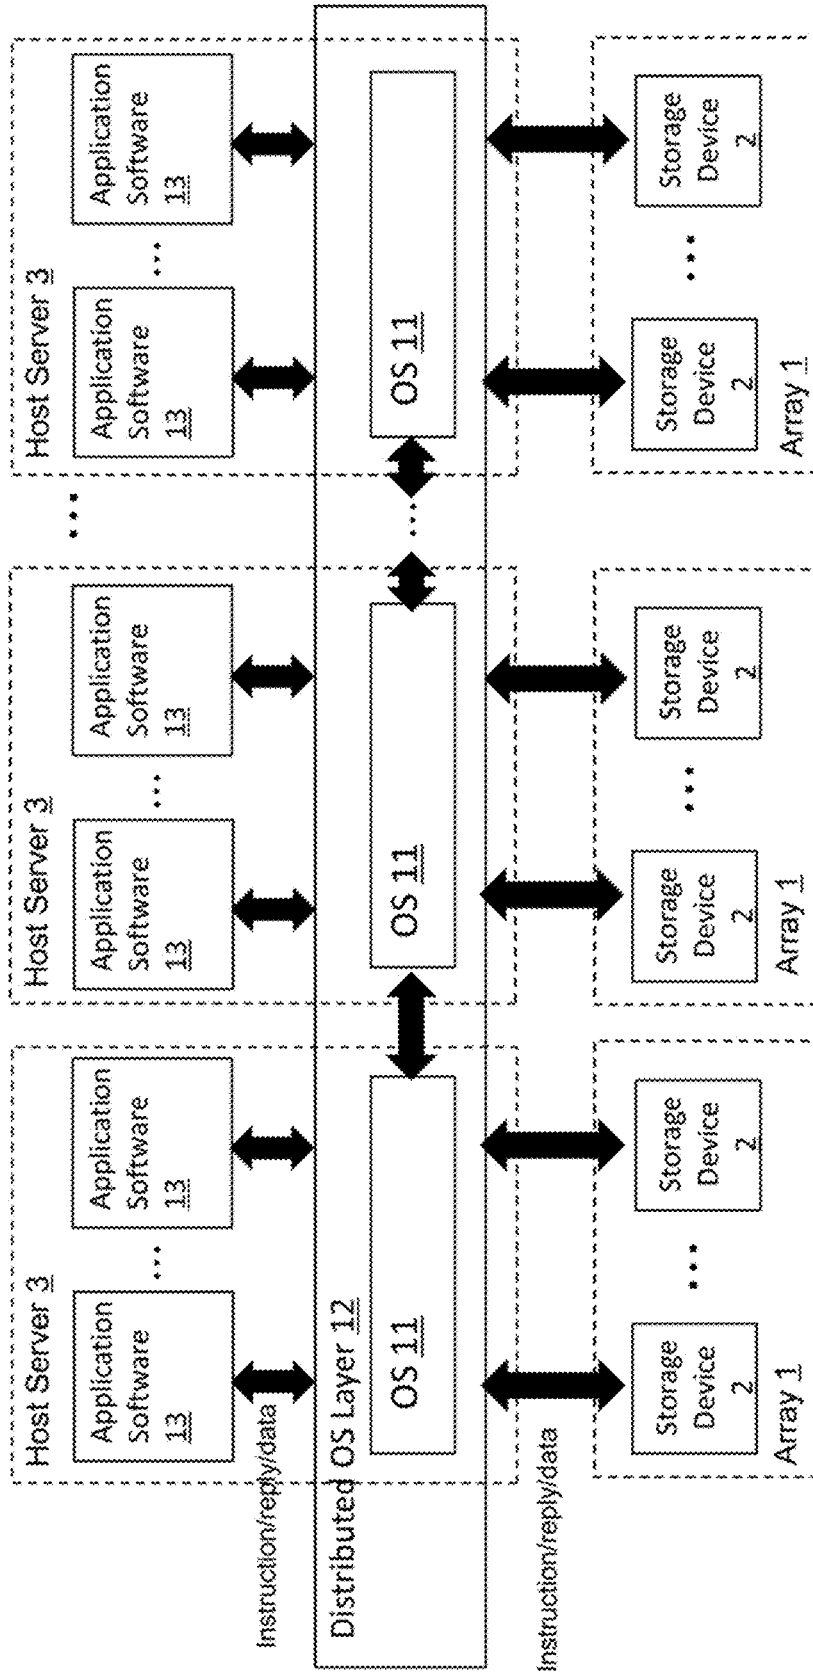 Host Server 3
Application
Software
13
...
Application
Software
13
Host Server 3
Application
Software
13
...
Application
Software
13
...
Host Server 3
Application
Software
13
...
Application
Software
13
Instruction/reply/data
Distributed OS Layer 12
OS 11
OS 11
...
OS 11
Instruction/reply/data
Storage
Device
2
...
Storage
Device
2
Array 1
Storage
Device
2
...
Storage
Device
2
Array 1
Storage
Device
2
...
Storage
Device
2
Array 1